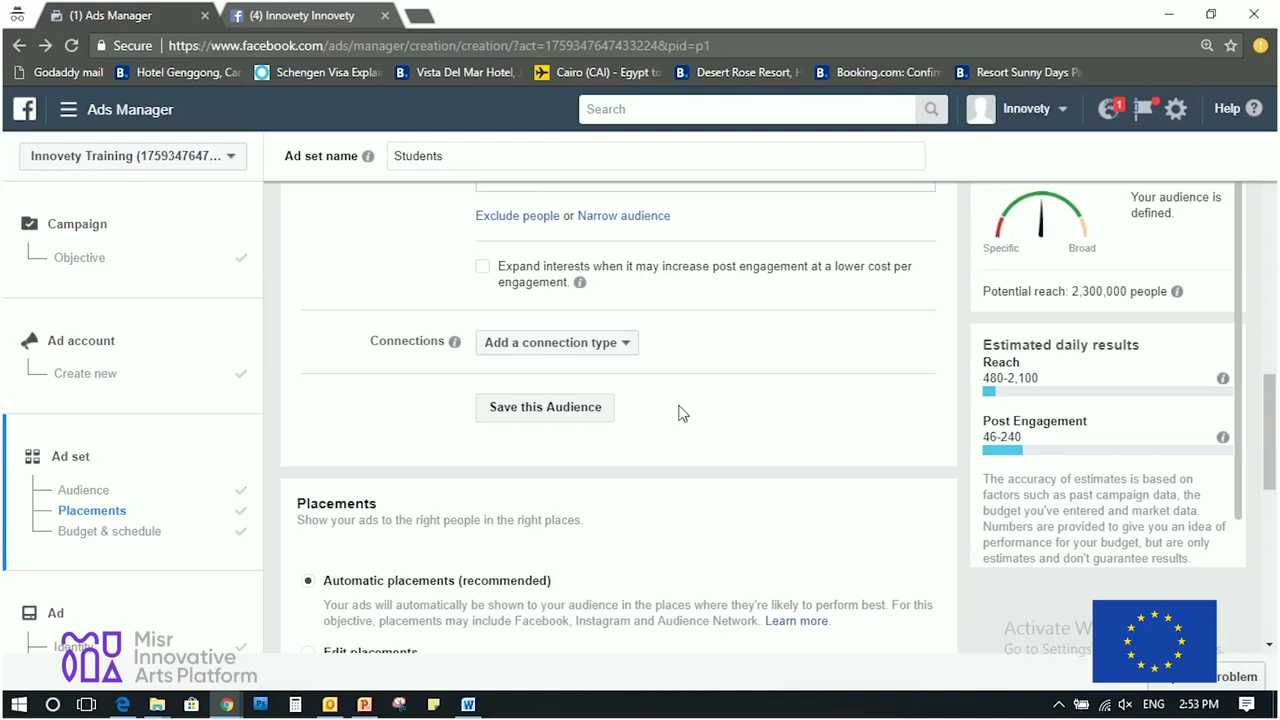 (1) Ads Manager
(4) Innovety Innovety
Secure
https://www.facebook.com/ads/manager/creation/creation/?act=175934764743322​4&pid=p1
Godaddy mail
Hotel Genggong, Car
Schengen Visa Explai
Vista Del Mar Hotel,
Cairo (CAI) - Egypt to
Desert Rose Resort, H
Booking.com: Confirm
Resort Sunny Days Pa
Ads Manager
Search
Innovety
1
Help
Innovety Training (1759347647...
Ad set name
Students
Campaign
Objective
Ad account
Create new
Ad set
Audience
Placements
Budget & schedule
Ad
Exclude people or Narrow audience
Expand interests when it may increase post engagement at a lower cost per
engagement.
Connections
Add a connection type
Save this Audience
Placements
Show your ads to the right people in the right places.
Automatic placements (recommended)
Your ads will automatically be shown to your audience in the places where they're likely to perform best. For this
objective, placements may include Facebook, Instagram and Audience Network. Learn more.
Edit placements
Your audience is
defined.
Specific
Broad
Potential reach: 2,300,000 people
Estimated daily results
Reach
480-2,100
Post Engagement
46-240
The accuracy of estimates is based on
factors such as past campaign data, the
budget you've entered and market data.
Numbers are provided to give you an idea of
performance for your budget, but are only
estimates and don't guarantee results.
Activate W
Go to Settings
roblem
Misr
Innovative
Arts Platform
ENG
2:53 PM